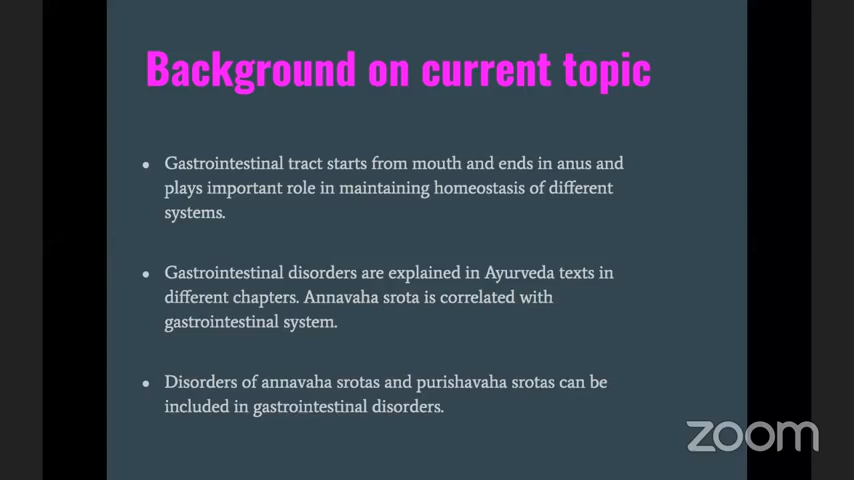 Background on current topic
• Gastrointestinal tract starts from mouth and ends in anus and
plays important role in maintaining homeostasis of different
systems.
• Gastrointestinal disorders are explained in Ayurveda texts in
different chapters. Annavaha srota is correlated with
gastrointestinal system.
• Disorders of annavaha srotas and purishavaha srotas can be
included in gastrointestinal disorders.
zoom